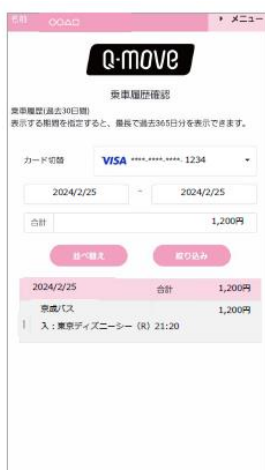 名前 ○○△□
メニュー
Q-move
乗車履歴確認
乗車履歴(過去30日間)
表示する期間を指定すると、最長で過去365日分を表示できます。
カード切替 VISA ****-****-****-1234
2024/2/25 ~ 2024/2/25
合計 1,200円
並べ替え 絞り込み
2024/2/25 合計 1,200円
京成バス 1,200円
入：東京ディズニーシー（R）21:20